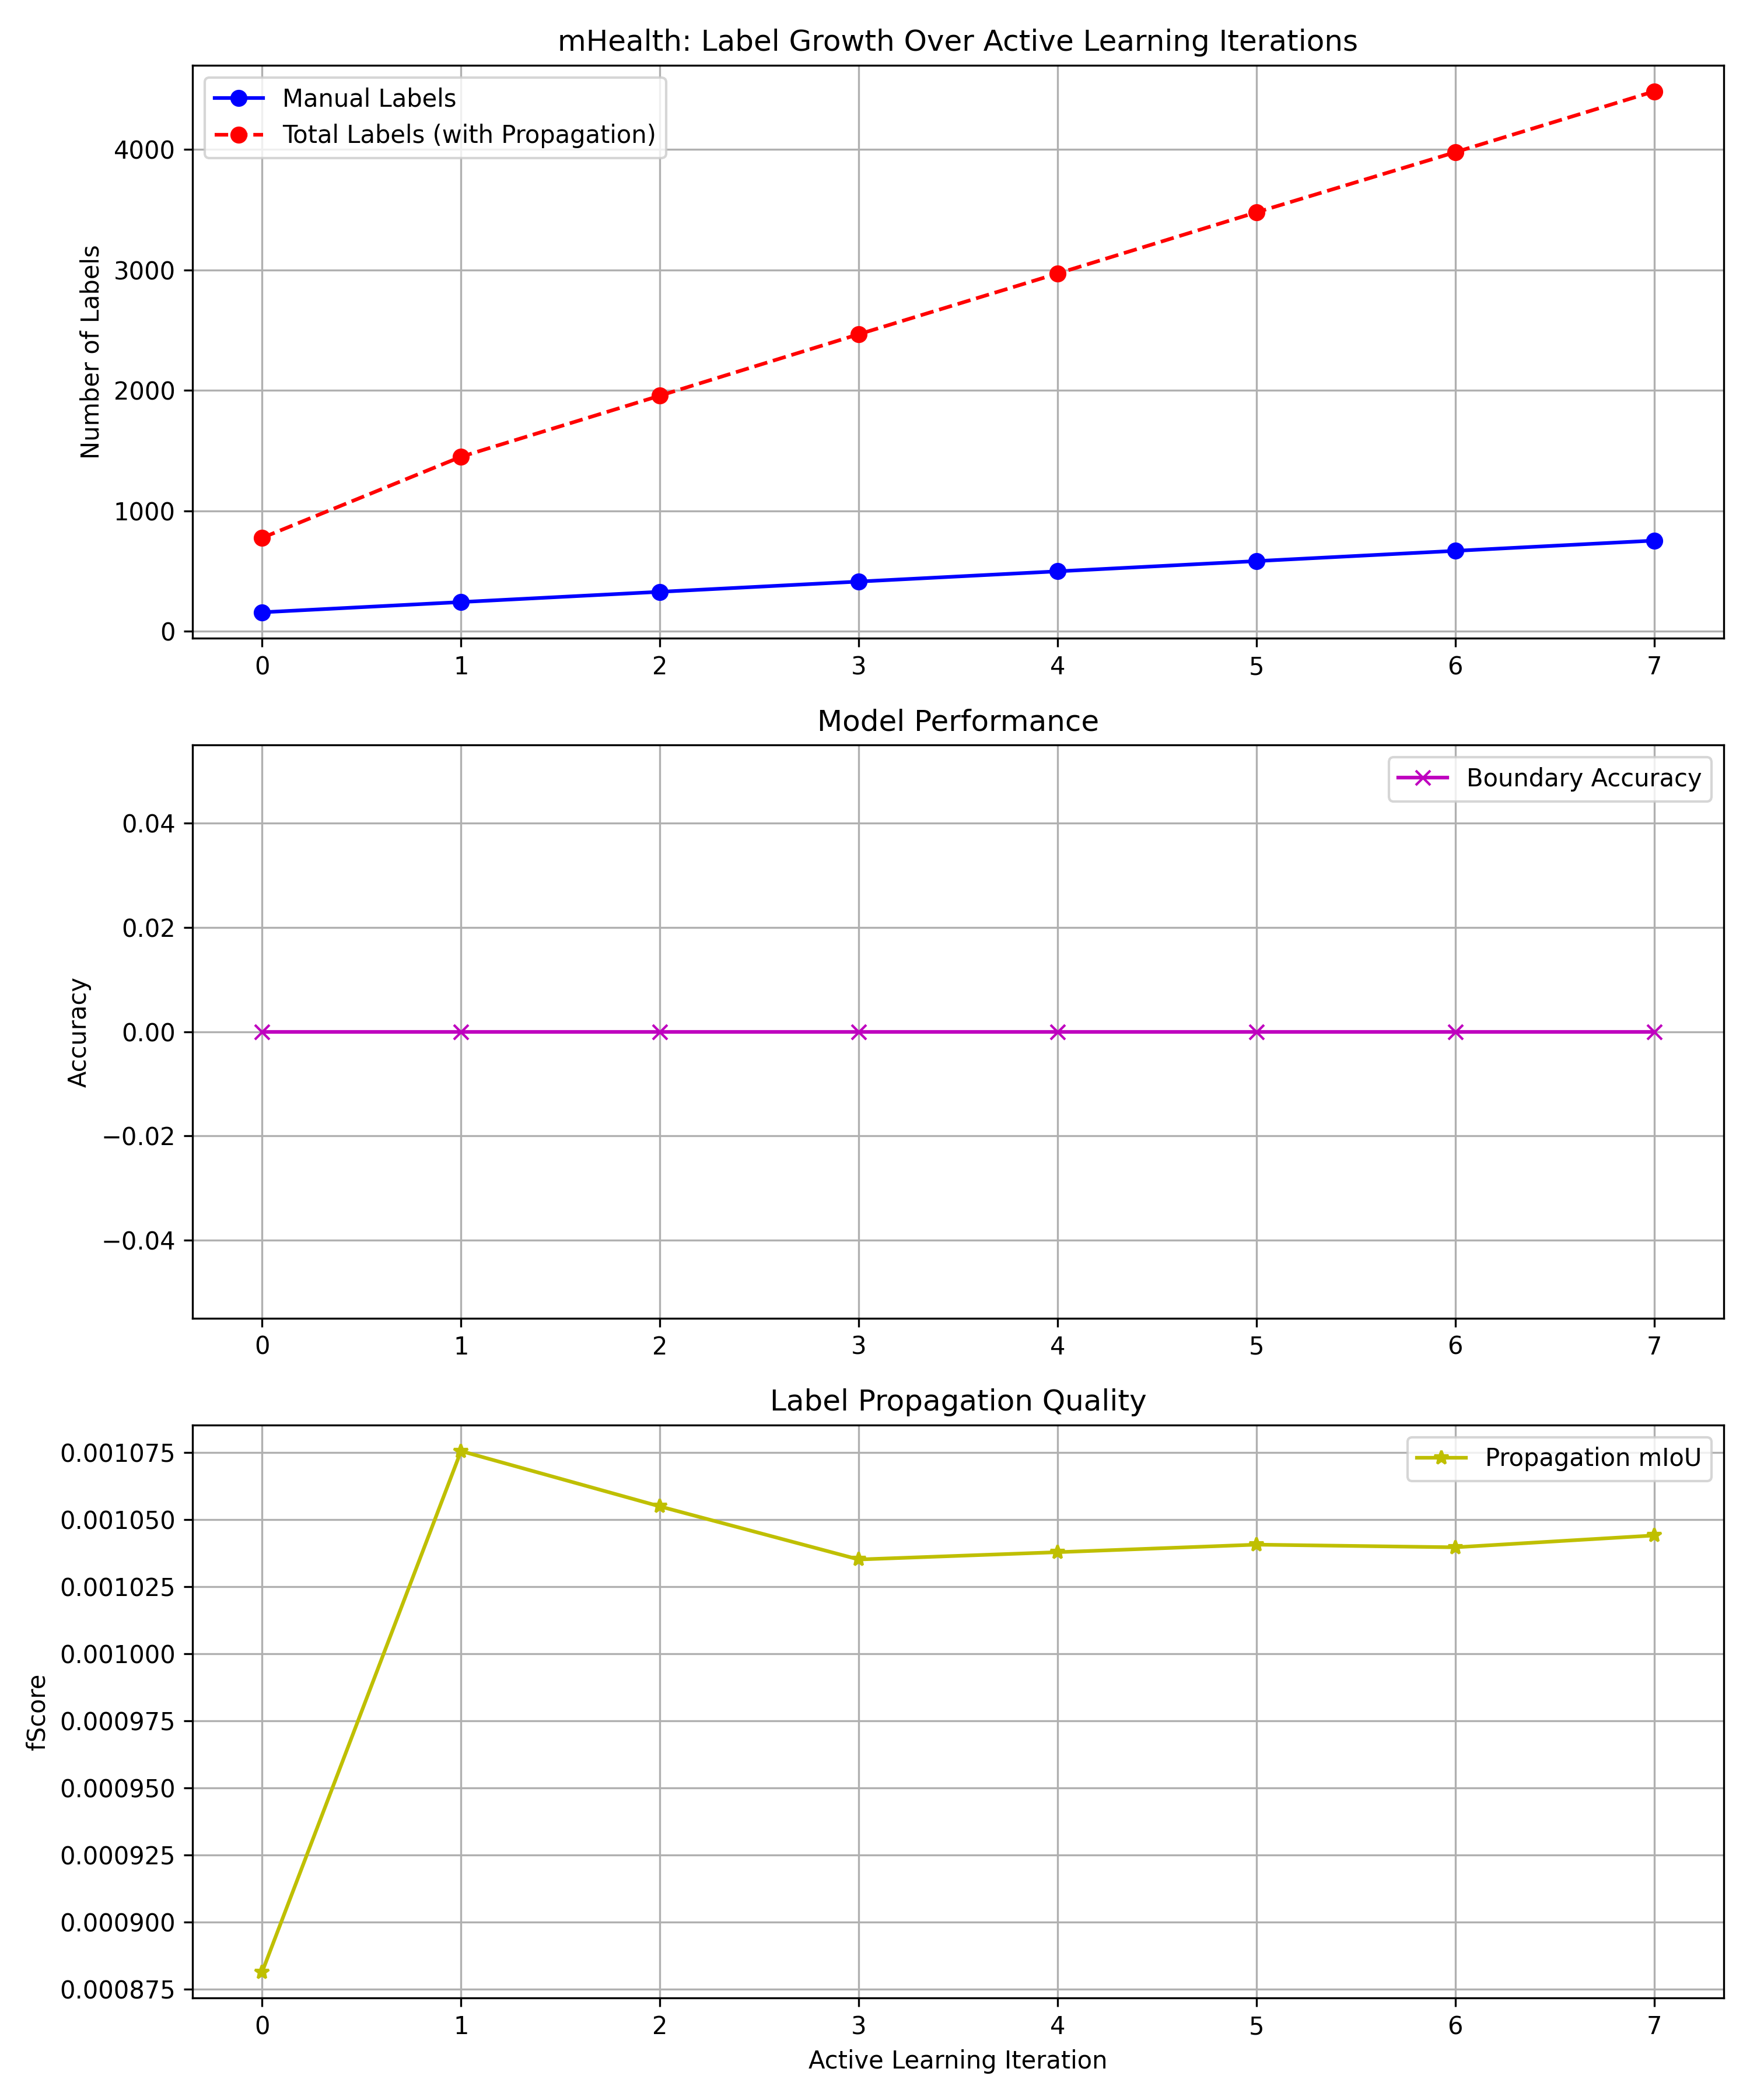 mHealth: Label Growth Over Active Learning Iterations
Manual Labels
Total Labels (with Propagation)
Number of Labels
4000
3000
2000
1000
0
0 1 2 3 4 5 6 7
Model Performance
Boundary Accuracy
Accuracy
0.04
0.02
0.00
−0.02
−0.04
0 1 2 3 4 5 6 7
Label Propagation Quality
Propagation mIoU
fScore
0.001075
0.001050
0.001025
0.001000
0.000975
0.000950
0.000925
0.000900
0.000875
0 1 2 3 4 5 6 7
Active Learning Iteration